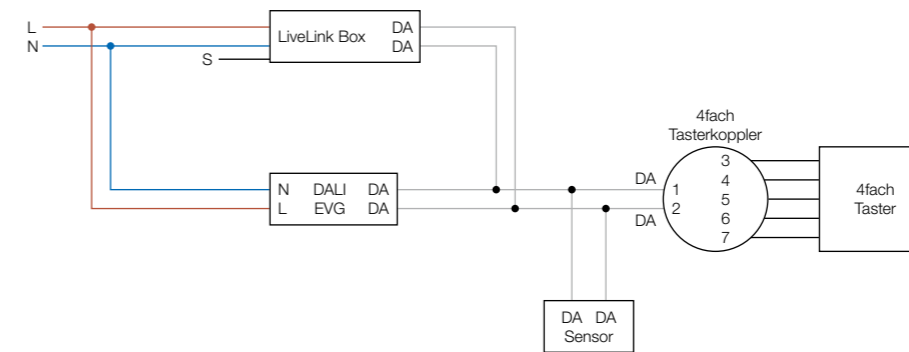 L
N
S
LiveLink Box
DA
DA
N DALI DA
L EVG DA
4fach
Tasterkoppler
DA
DA
1
2
3
4
5
6
7
4fach
Taster
DA DA
Sensor